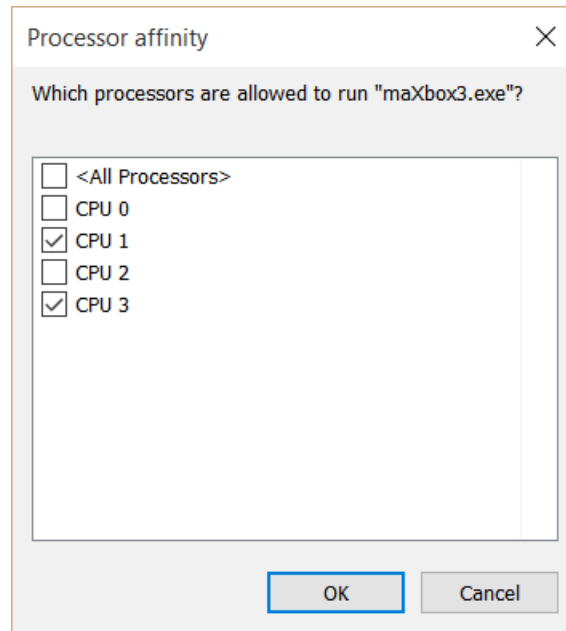 Processor affinity
Which processors are allowed to run "maXbox3.exe"?
<All Processors>
CPU 0
CPU 1
CPU 2
CPU 3
OK
Cancel